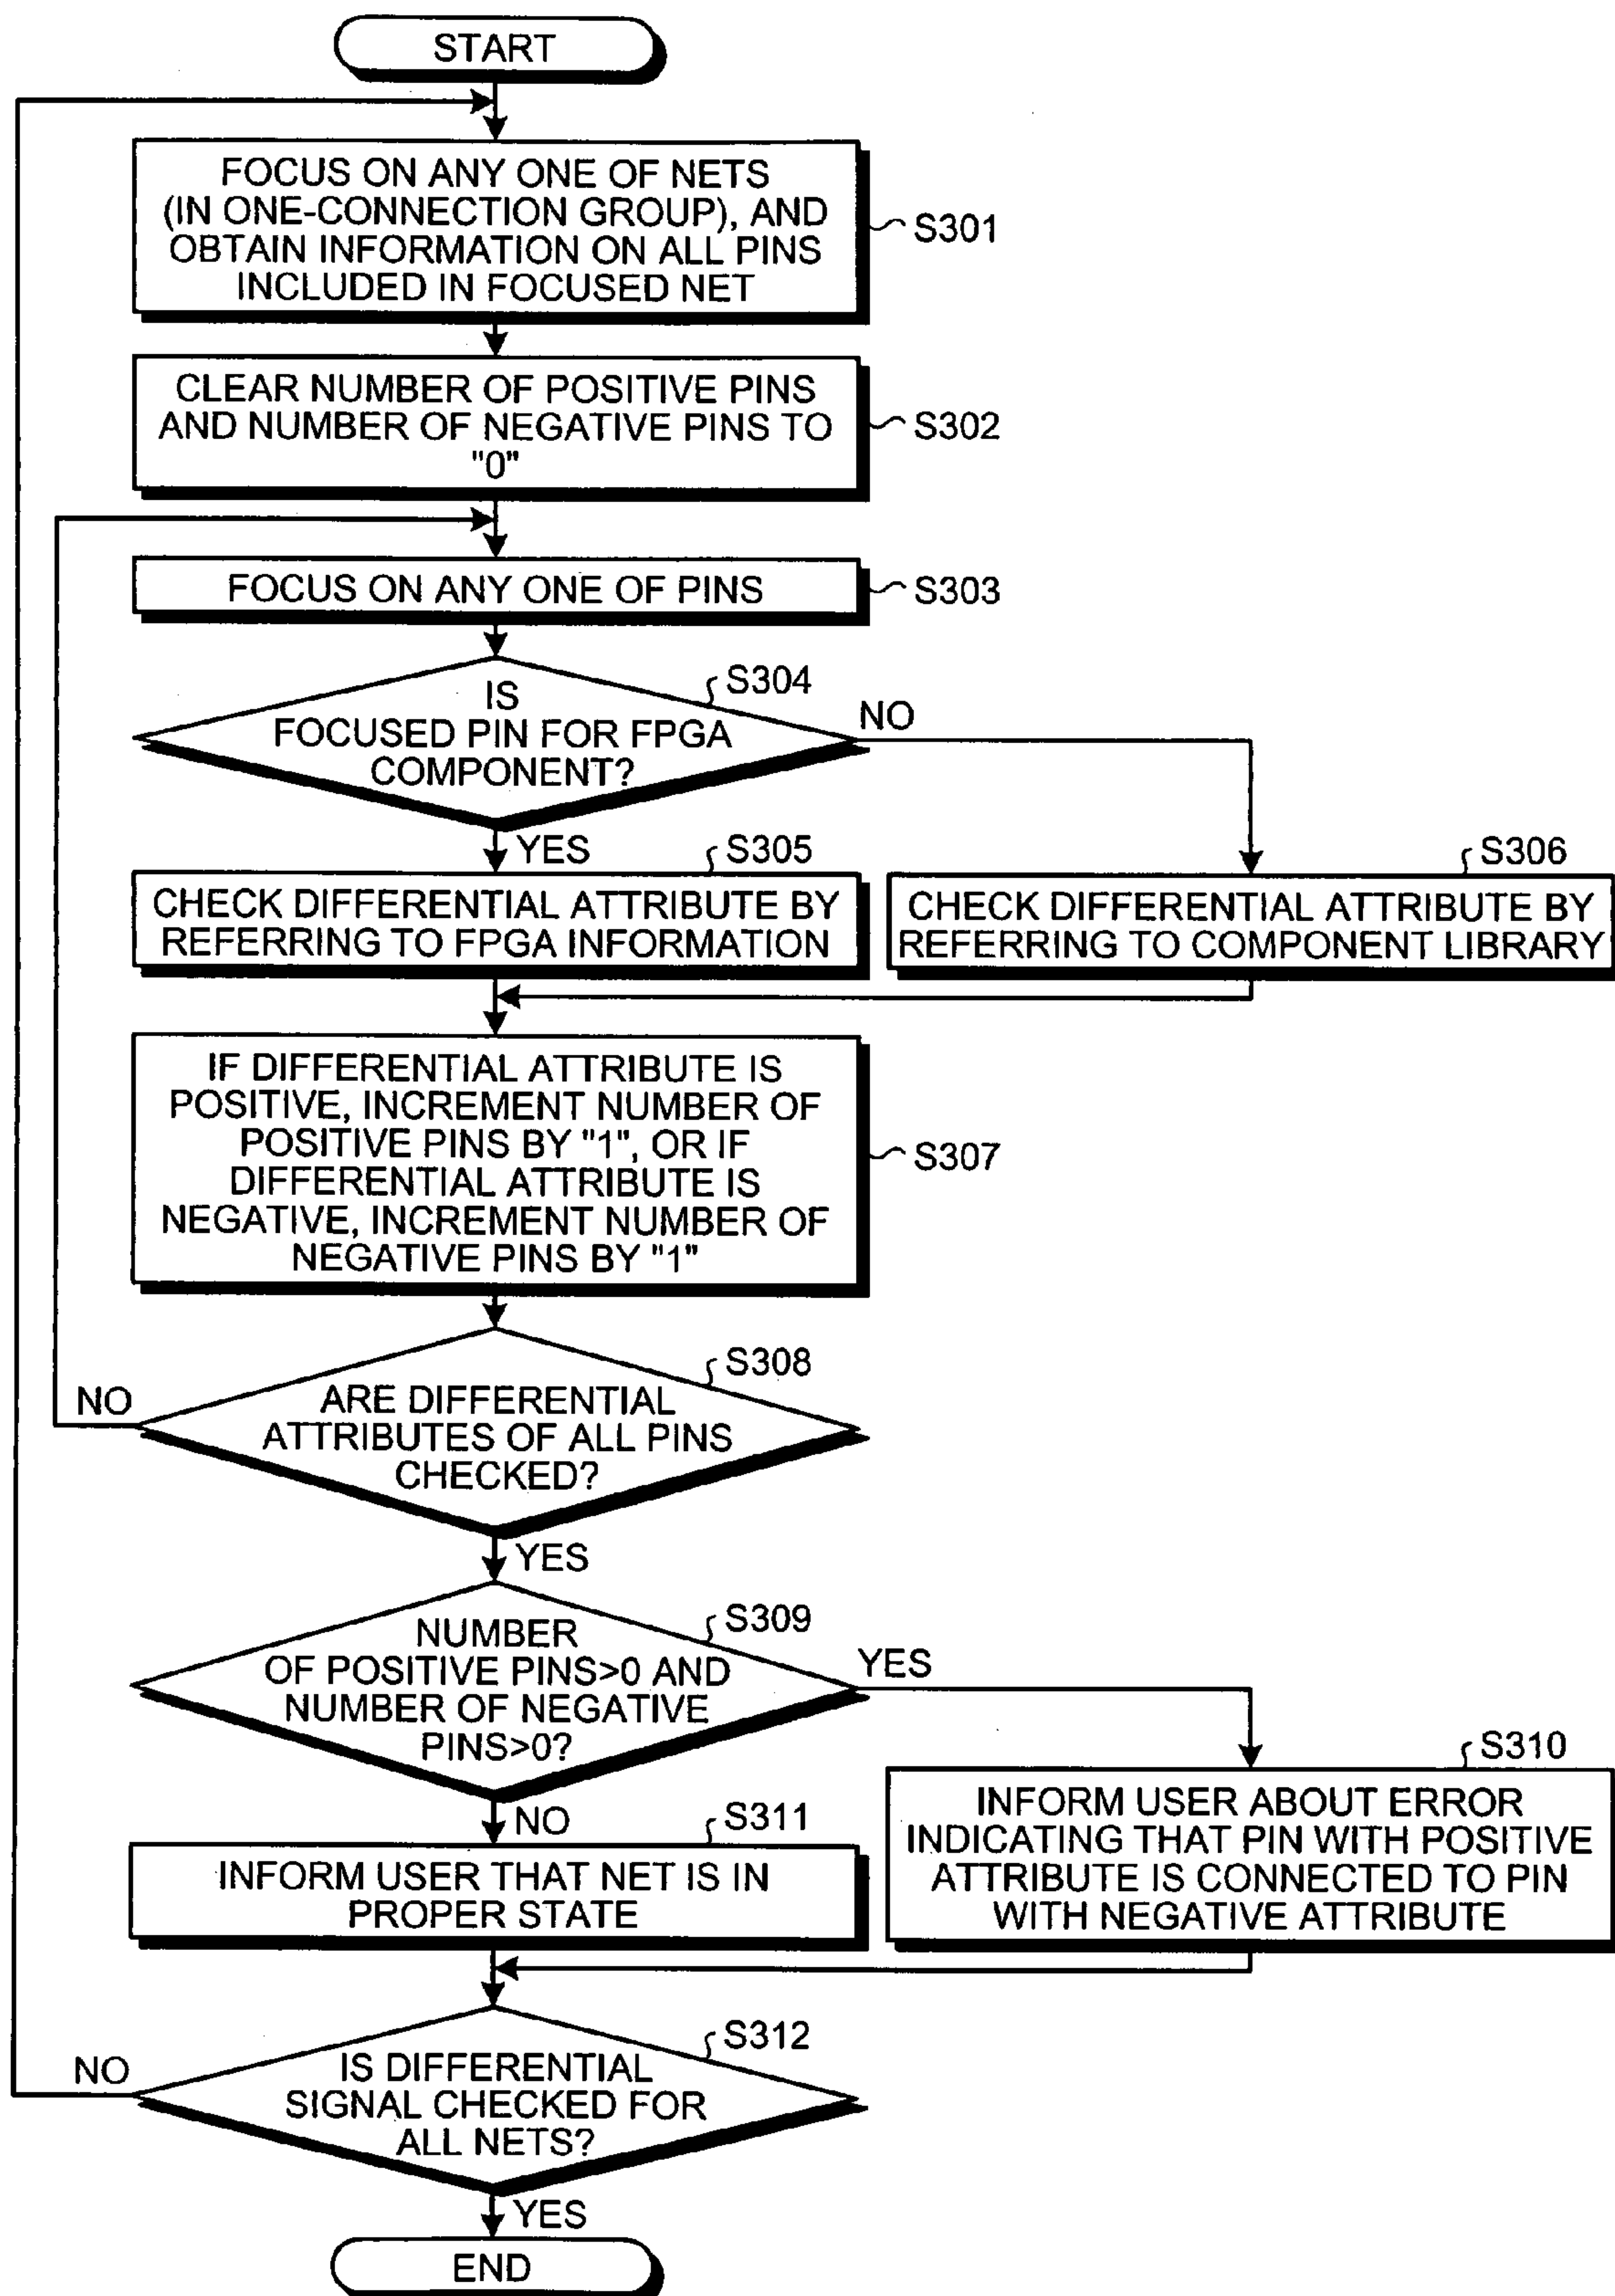 START
FOCUS ON ANY ONE OF NETS
(IN ONE-CONNECTION GROUP), AND
OBTAIN INFORMATION ON ALL PINS
INCLUDED IN FOCUSED NET
S301
CLEAR NUMBER OF POSITIVE PINS
AND NUMBER OF NEGATIVE PINS TO
"0"
S302
FOCUS ON ANY ONE OF PINS
S303
S304
IS
FOCUSED PIN FOR FPGA
COMPONENT?
NO
YES
S305
CHECK DIFFERENTIAL ATTRIBUTE BY
REFERRING TO FPGA INFORMATION
S306
CHECK DIFFERENTIAL ATTRIBUTE BY
REFERRING TO COMPONENT LIBRARY
IF DIFFERENTIAL ATTRIBUTE IS
POSITIVE, INCREMENT NUMBER OF
POSITIVE PINS BY "1", OR IF
DIFFERENTIAL ATTRIBUTE IS
NEGATIVE, INCREMENT NUMBER OF
NEGATIVE PINS BY "1"
S307
S308
NO
ARE DIFFERENTIAL
ATTRIBUTES OF ALL PINS
CHECKED?
YES
S309
NUMBER
OF POSITIVE PINS>0 AND
NUMBER OF NEGATIVE
PINS>0?
YES
S310
INFORM USER ABOUT ERROR
INDICATING THAT PIN WITH POSITIVE
ATTRIBUTE IS CONNECTED TO PIN
WITH NEGATIVE ATTRIBUTE
NO
S311
INFORM USER THAT NET IS IN
PROPER STATE
S312
NO
IS DIFFERENTIAL
SIGNAL CHECKED FOR
ALL NETS?
YES
END